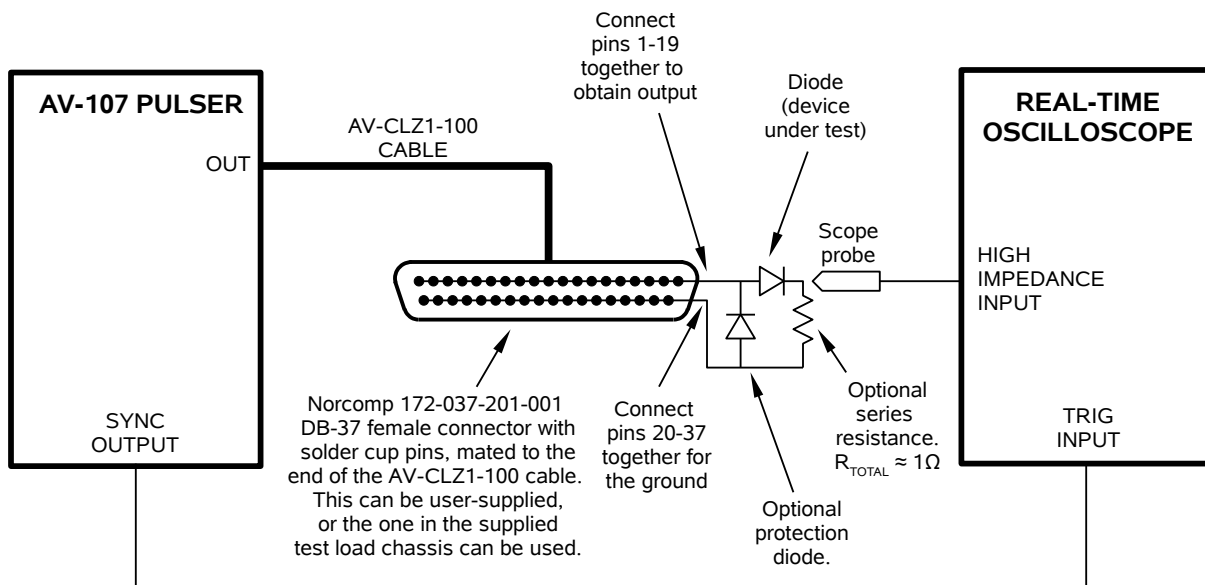 AV-107 PULSER
OUT
SYNC
OUTPUT
AV-CLZ1-100
CABLE
Connect
pins 1-19
together to
obtain output
Diode
(device
under test)
Scope
probe
REAL-TIME
OSCILLOSCOPE
HIGH
IMPEDANCE
INPUT
TRIG
INPUT
Norcomp 172-037-201-001
DB-37 female connector with
solder cup pins, mated to the
end of the AV-CLZ1-100 cable.
This can be user-supplied,
or the one in the supplied
test load chassis can be used.
Connect
pins 20-37
together for
the ground
Optional
protection
diode.
Optional
series
resistance.
R_TOTAL ≈ 1Ω